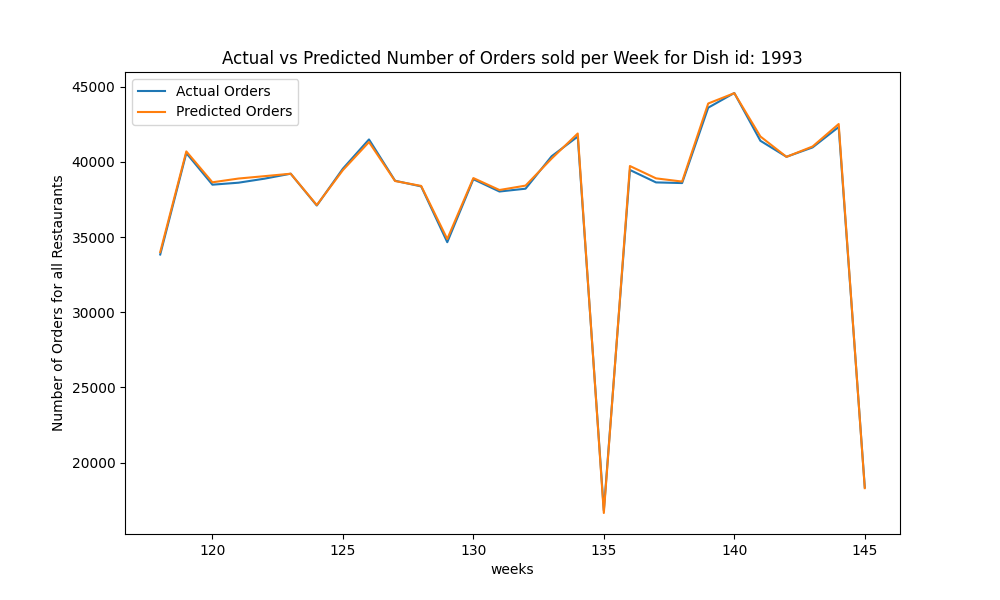 Actual vs Predicted Number of Orders sold per Week for Dish id: 1993
Actual Orders
Predicted Orders
Number of Orders for all Restaurants
45000
40000
35000
30000
25000
20000
120 125 130 135 140 145
weeks